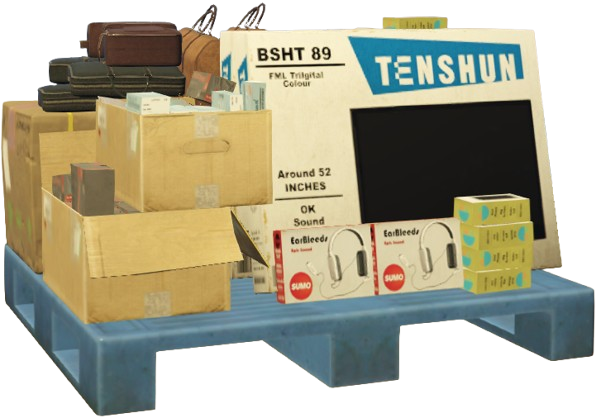 BSHT 89
TENSHUN
FML Trilgital
Colour
Around 52
INCHES
OK
Sound
EarBleeds
SUMO
EarBleeds
SUMO